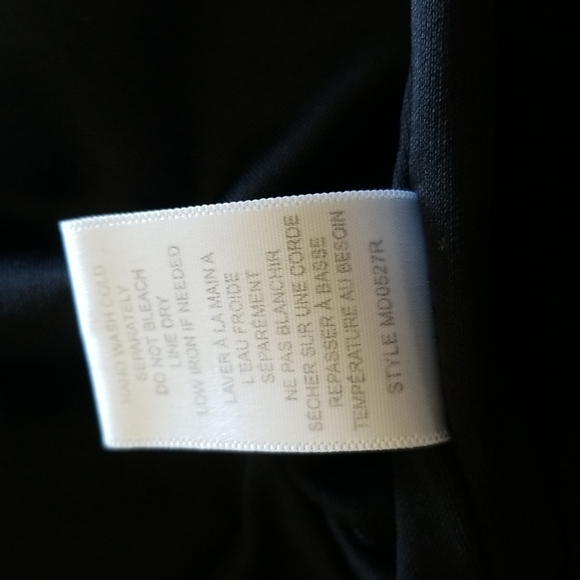 HAND WASH COLD
SEPARATELY
DO NOT BLEACH
LINE DRY
LOW IRON IF NEEDED
LAVER À LA MAIN A
L'EAU FROIDE
SÉPARÉMENT
NE PAS BLANCHIR
SÉCHER SUR UNE CORDE
REPASSER À BASSE
TEMPÉRATURE AU BESOIN
STYLE MD0527R